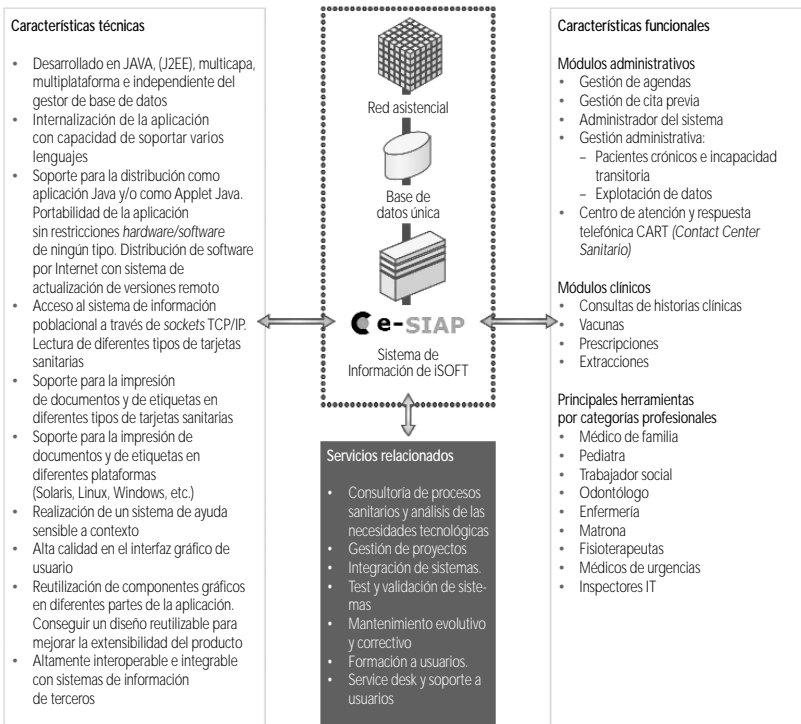 Características técnicas
• Desarrollado en JAVA, (J2EE), multicapa,
multiplataforma e independiente del
gestor de base de datos
• Internalización de la aplicación
con capacidad de soportar varios
lenguajes
• Soporte para la distribución como
aplicación Java y/o como Applet Java.
Portabilidad de la aplicación
sin restricciones hardware/software
de ningún tipo. Distribución de software
por Internet con sistema de
actualización de versiones remoto
• Acceso al sistema de información
poblacional a través de sockets TCP/IP.
Lectura de diferentes tipos de tarjetas
sanitarias
• Soporte para la impresión
de documentos y de etiquetas en
diferentes tipos de tarjetas sanitarias
• Soporte para la impresión de
documentos y de etiquetas en
diferentes plataformas
(Solaris, Linux, Windows, etc.)
• Realización de un sistema de ayuda
sensible a contexto
• Alta calidad en el interfaz gráfico de
usuario
• Reutilización de componentes gráficos
en diferentes partes de la aplicación.
Conseguir un diseño reutilizable para
mejorar la extensibilidad del producto
• Altamente interoperable e integrable
con sistemas de información
de terceros
Red asistencial
Base de
datos única
e-SIAP
Sistema de
Información de iSOFT
Servicios relacionados
• Consultoría de procesos
sanitarios y análisis de las
necesidades tecnológicas
• Gestión de proyectos
• Integración de sistemas.
• Test y validación de siste-
mas
• Mantenimiento evolutivo
y correctivo
• Formación a usuarios.
• Service desk y soporte a
usuarios
Características funcionales
Módulos administrativos
• Gestión de agendas
• Gestión de cita previa
• Administrador del sistema
• Gestión administrativa:
– Pacientes crónicos e incapacidad
transitoria
– Explotación de datos
• Centro de atención y respuesta
telefónica CART (Contact Center
Sanitario)
Módulos clínicos
• Consultas de historias clínicas
• Vacunas
• Prescripciones
• Extracciones
Principales herramientas
por categorías profesionales
• Médico de familia
• Pediatra
• Trabajador social
• Odontólogo
• Enfermería
• Matrona
• Fisioterapeutas
• Médicos de urgencias
• Inspectores IT